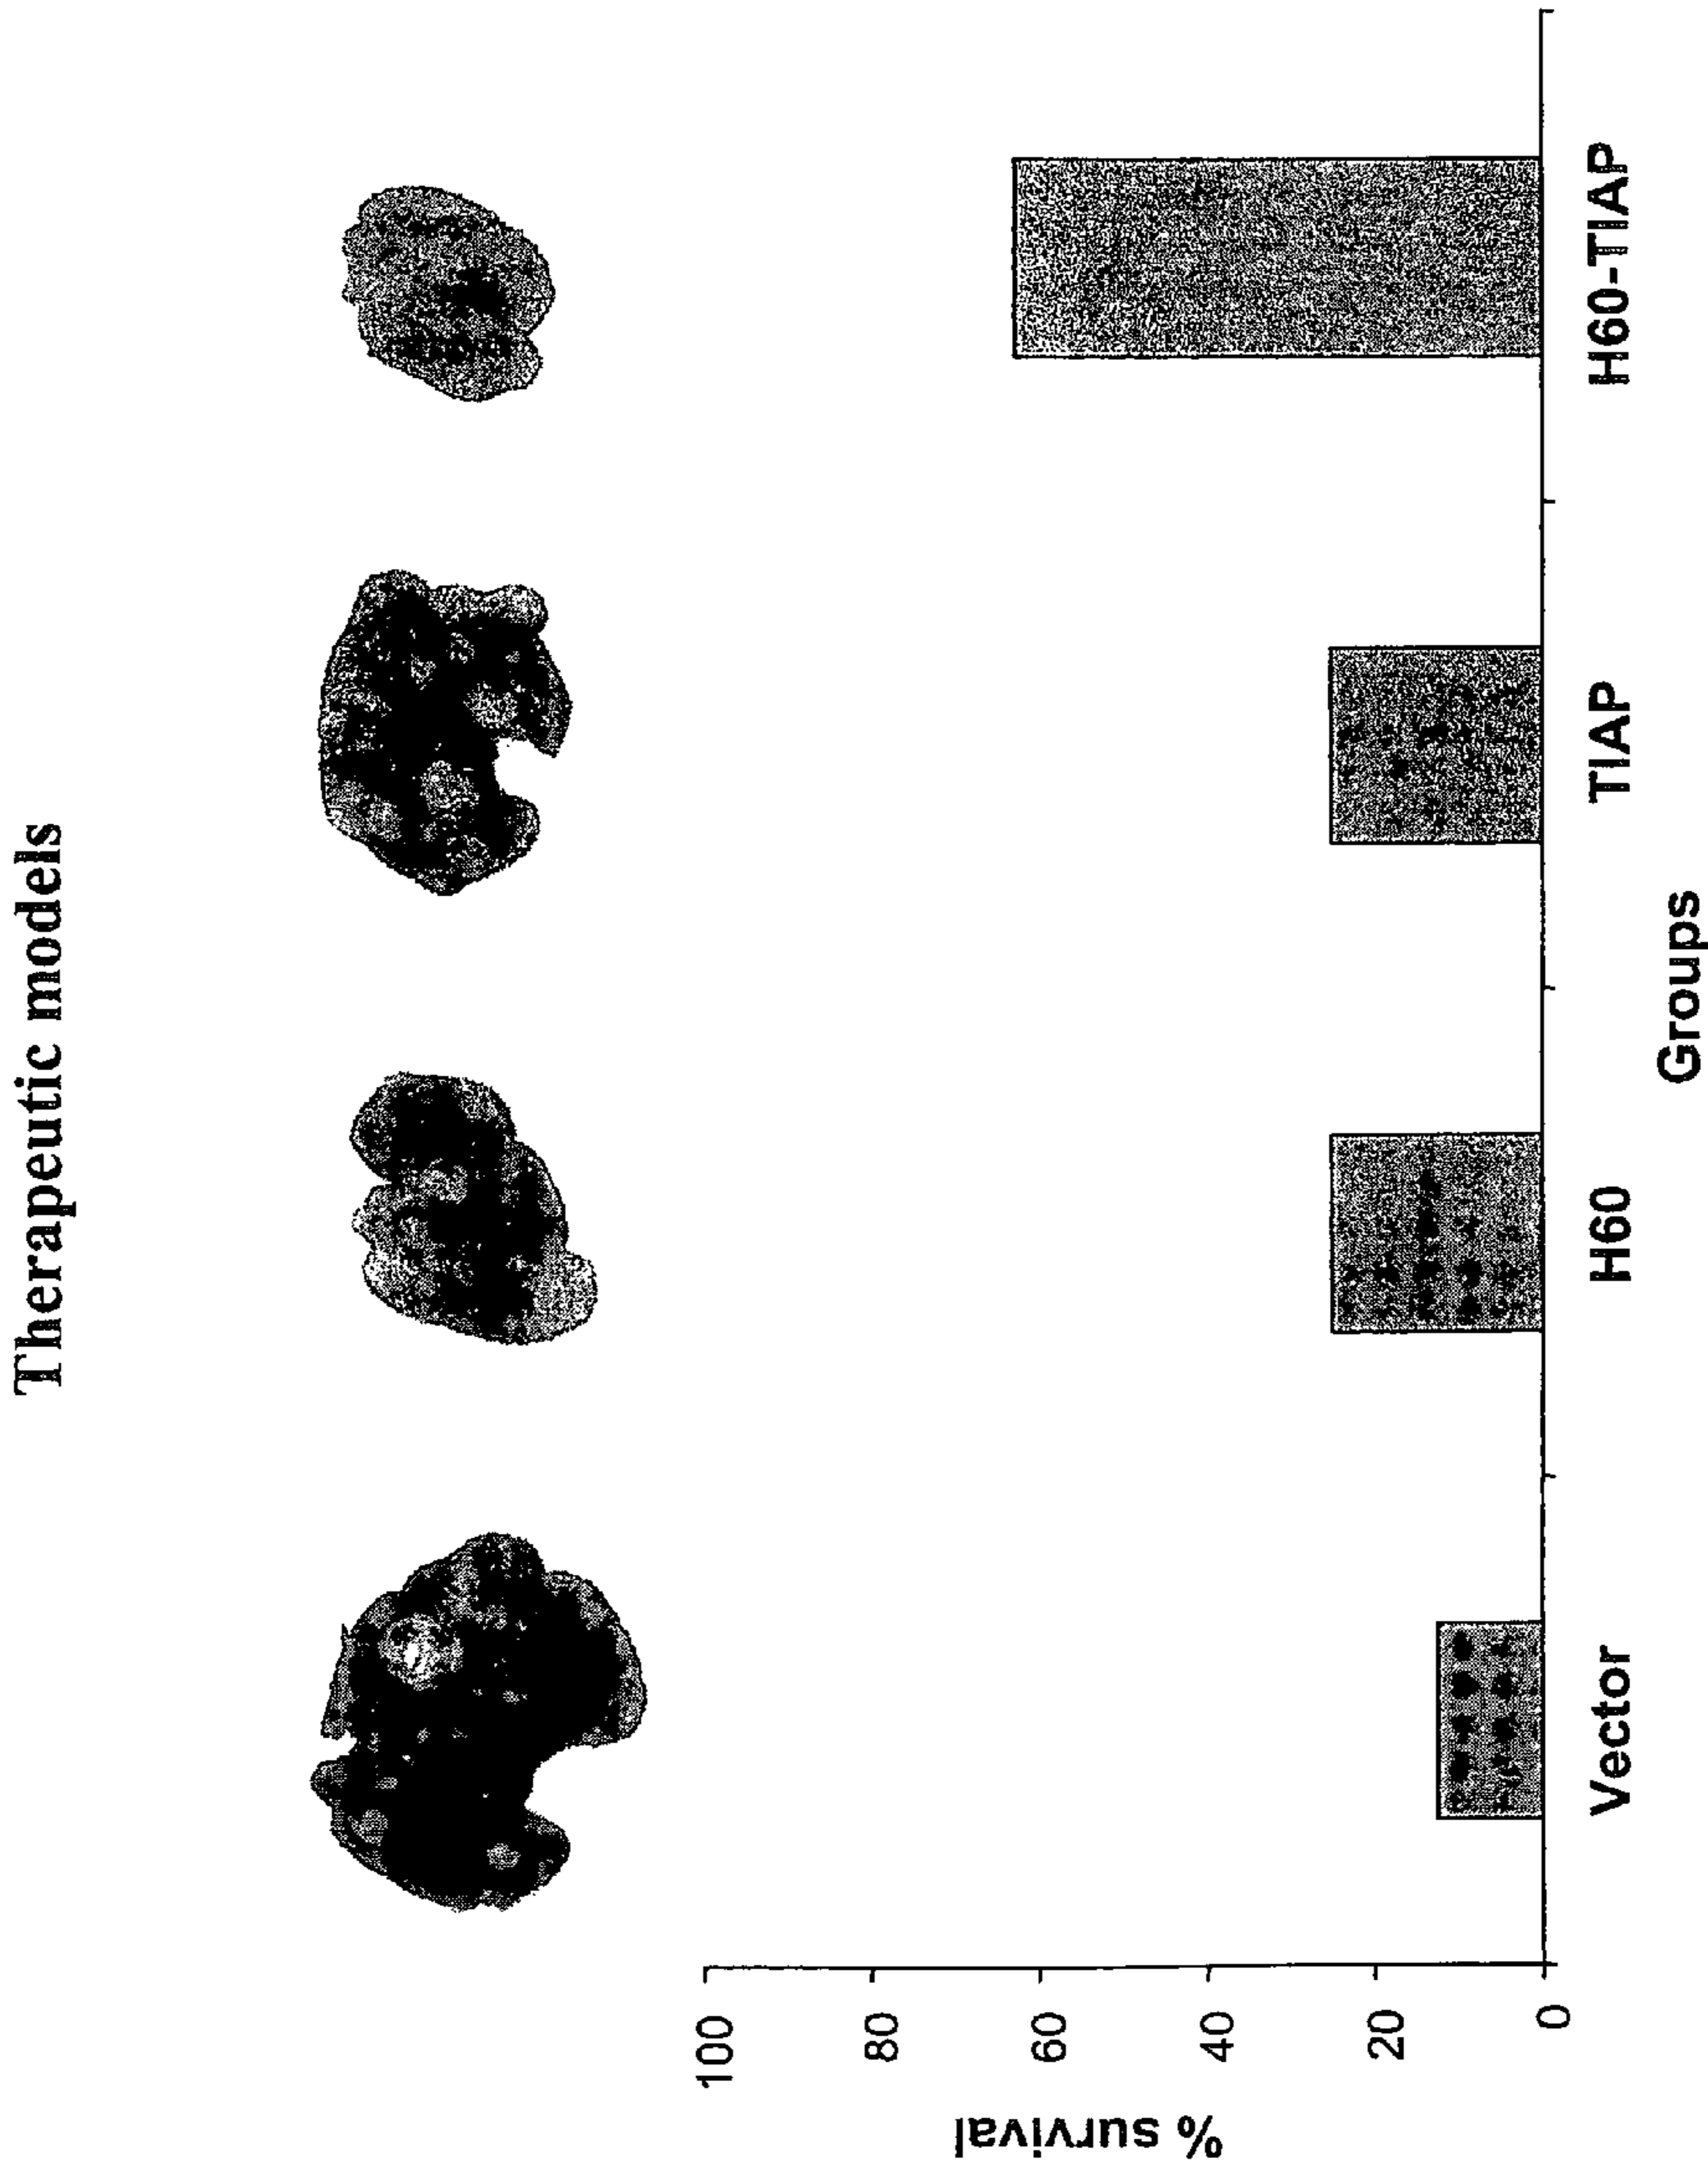 Therapeutic models
% survival
100
80
60
40
20
0
Vector
H60
TIAP
H60-TIAP
Groups